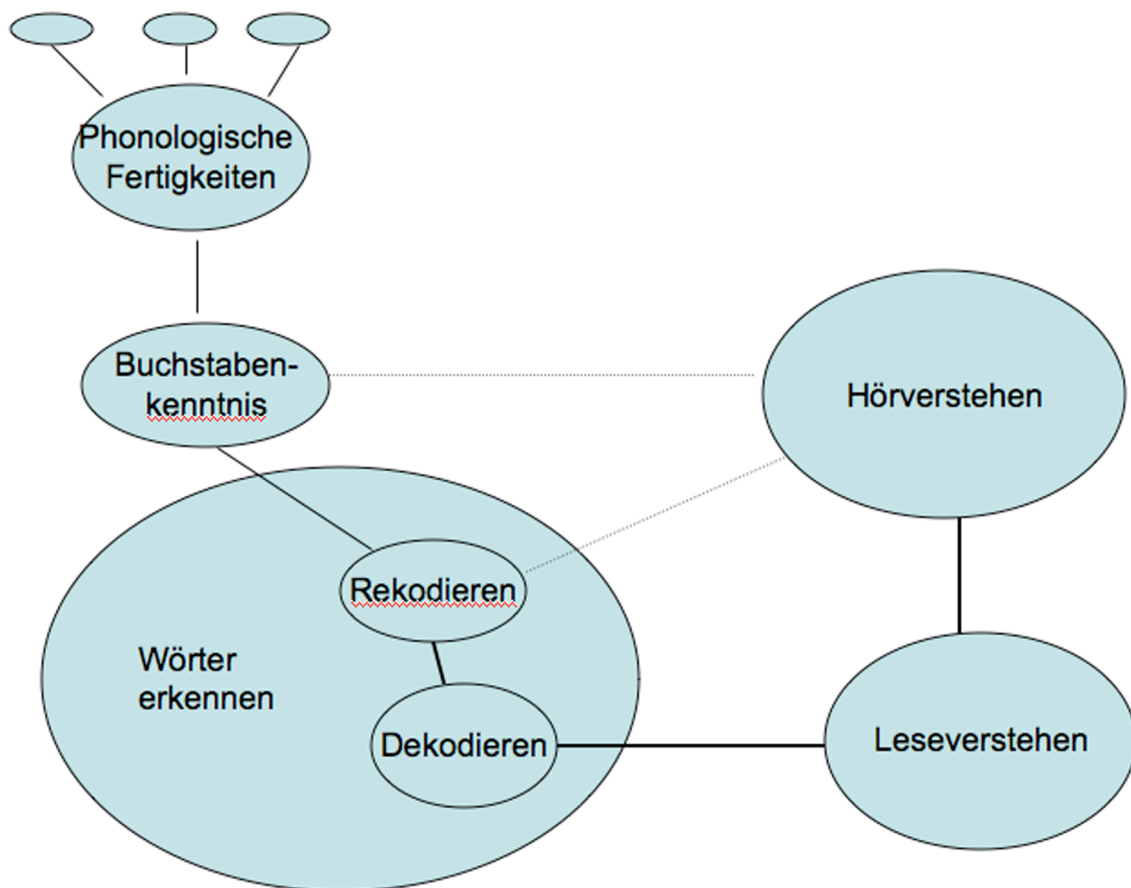 Phonologische
Fertigkeiten
Buchstaben-
kenntnis
Hörverstehen
Rekodieren
Wörter
erkennen
Dekodieren
Leseverstehen